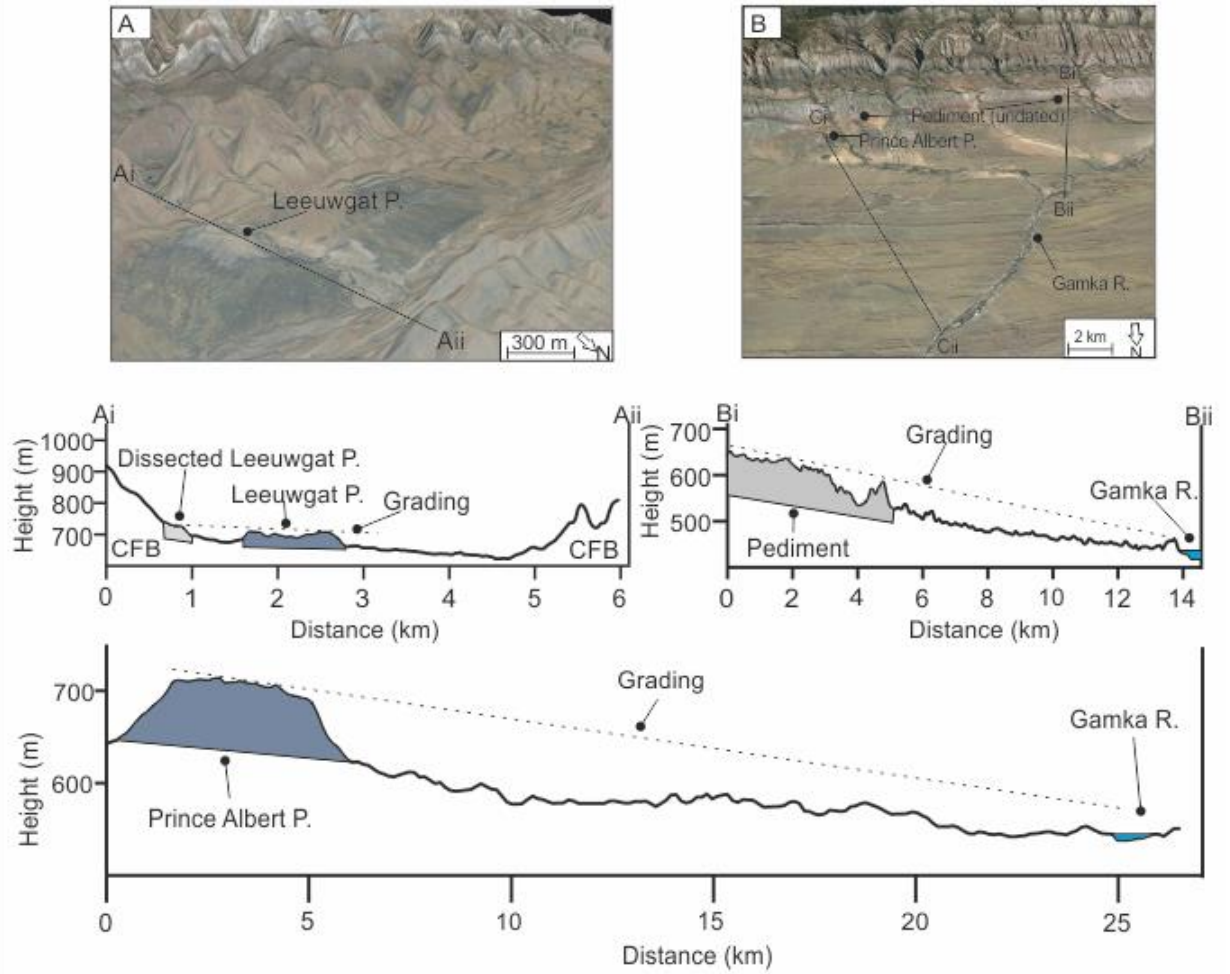 A
Ai
Leeuwgat P.
Aii
300 m
N
B
Bi
Ci
Pediment (undated)
Prince Albert P.
Bii
Gamka R.
Cii
2 km
N
Ai
Aii
Height (m)
1000
900
800
700
Dissected Leeuwgat P.
Leeuwgat P.
Grading
CFB
CFB
0 1 2 3 4 5 6
Distance (km)
Bi
Bii
Height (m)
700
600
500
Grading
Gamka R.
Pediment
0 2 4 6 8 10 12 14
Distance (km)
Height (m)
700
600
Grading
Gamka R.
Prince Albert P.
0 5 10 15 20 25
Distance (km)